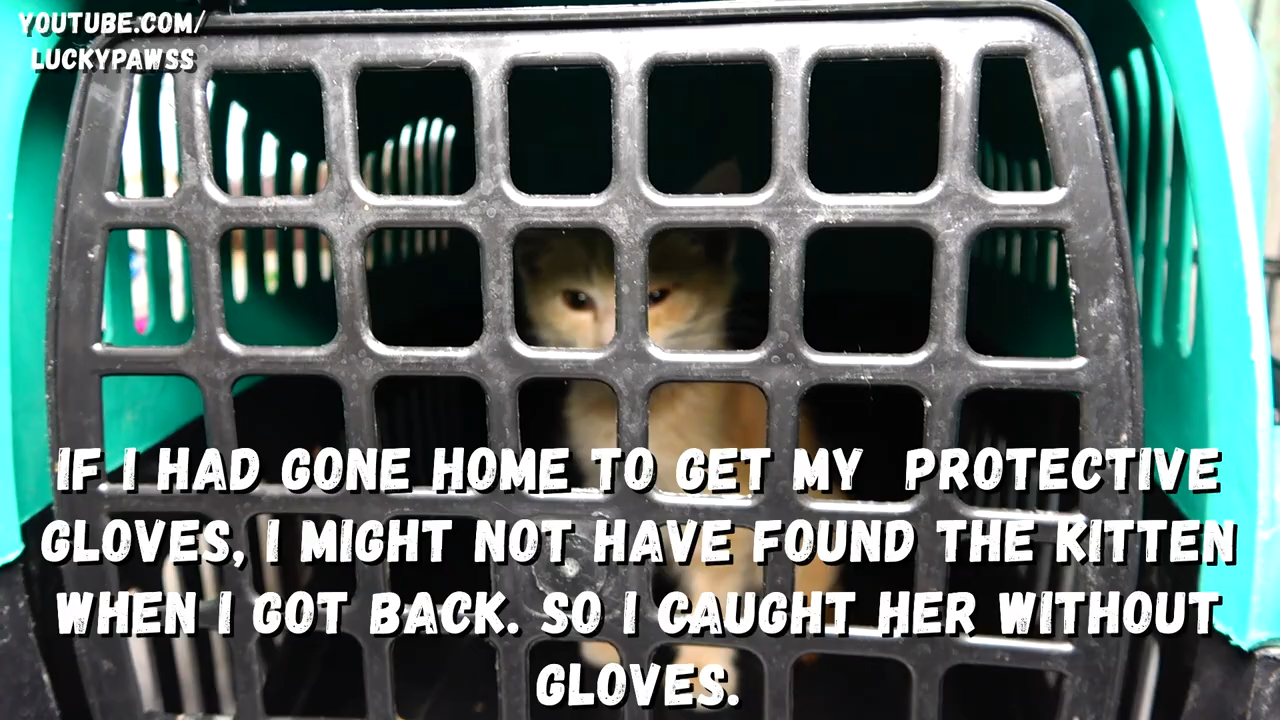 YOUTUBE.COM/
LUCKYPAWSS
IF I HAD GONE HOME TO GET MY PROTECTIVE
GLOVES, I MIGHT NOT HAVE FOUND THE KITTEN
WHEN I GOT BACK. SO I CAUGHT HER WITHOUT
GLOVES.